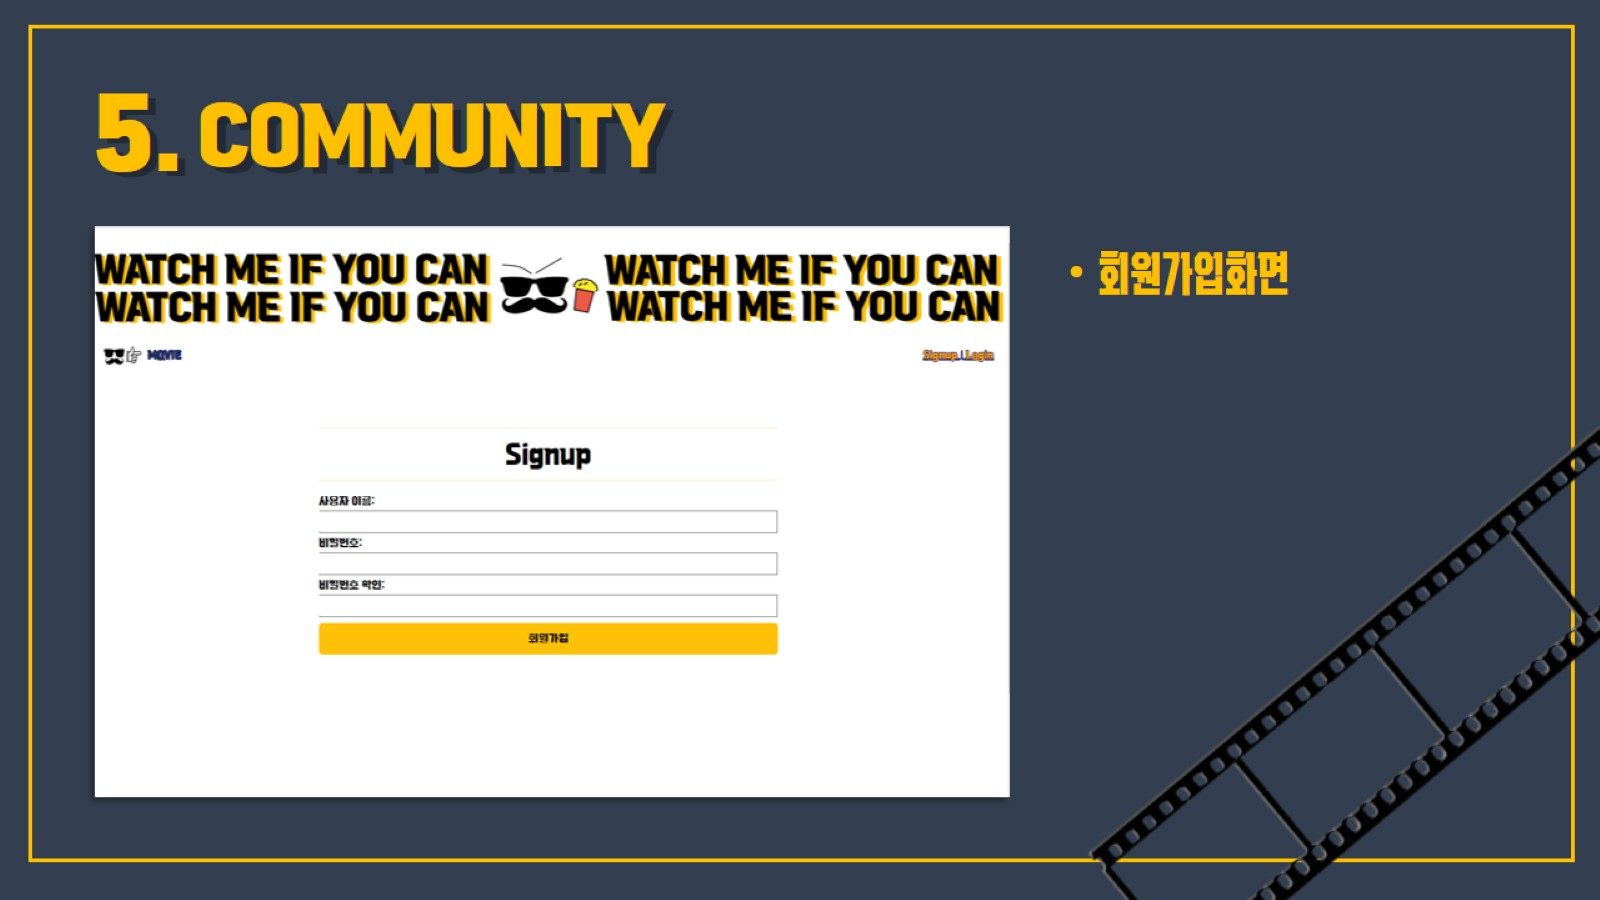 5. COMMUNITY
WATCH ME IF YOU CAN WATCH ME IF YOU CAN
WATCH ME IF YOU CAN WATCH ME IF YOU CAN
MOVIE Signup | Login
• 회원가입화면
Signup
사용자 이름:
비밀번호:
비밀번호 확인:
회원가입